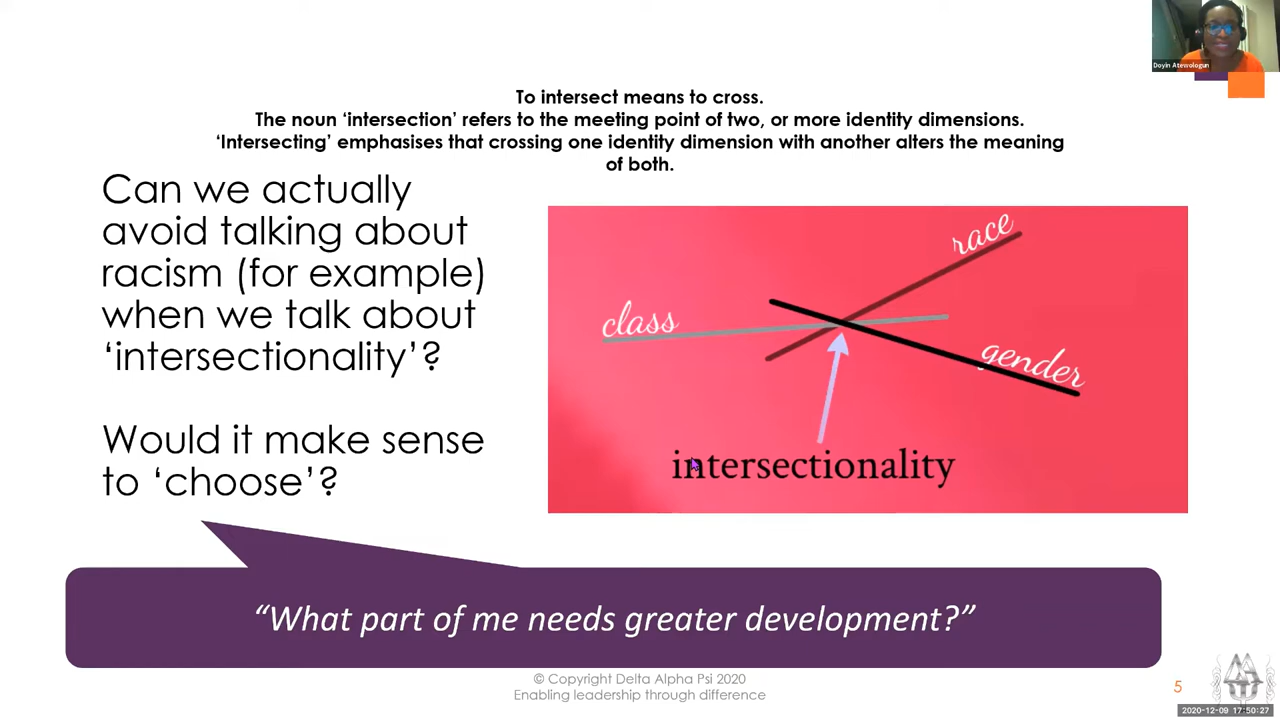 Doyin Atewologun
To intersect means to cross.
The noun ‘intersection’ refers to the meeting point of two, or more identity dimensions.
‘Intersecting’ emphasises that crossing one identity dimension with another alters the meaning
of both.
Can we actually
avoid talking about
racism (for example)
when we talk about
‘intersectionality’?
Would it make sense
to ‘choose’?
race
class
gender
intersectionality
“What part of me needs greater development?”
© Copyright Delta Alpha Psi 2020
Enabling leadership through difference
5
2020-12-09 17:50:27